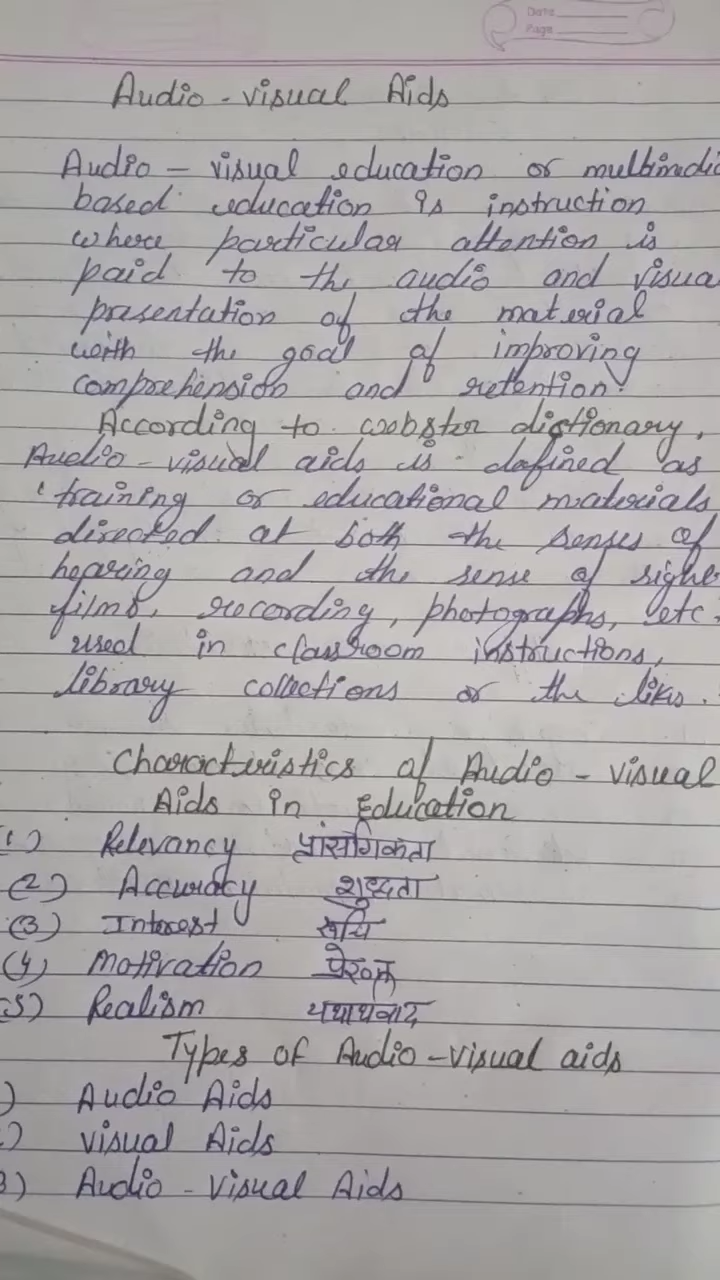 Date
Page
Audio - visual Aids
Audio - visual education or multimedia
based education is instruction
where particular attention is
paid to the audio and visua
presentation of the material
with the goal of improving
comprehension and retention.
According to webster dictionary,
Audio - visual aids is defined as
'training or educational materials
directed at both the senses of
hearing and the sense of sight
films, recording, photographs, etc.
used in classroom instructions,
library collections or the likes.
Characteristics of Audio - visual
Aids in Education
1) Relevancy प्रासंगिकता
(2) Accuracy शुध्दता
(3) Interest रूचि
(4) Motivation
5) Realism यथार्थवाद
Types of Audio - visual aids
) Audio Aids
) visual Aids
3) Audio - visual Aids